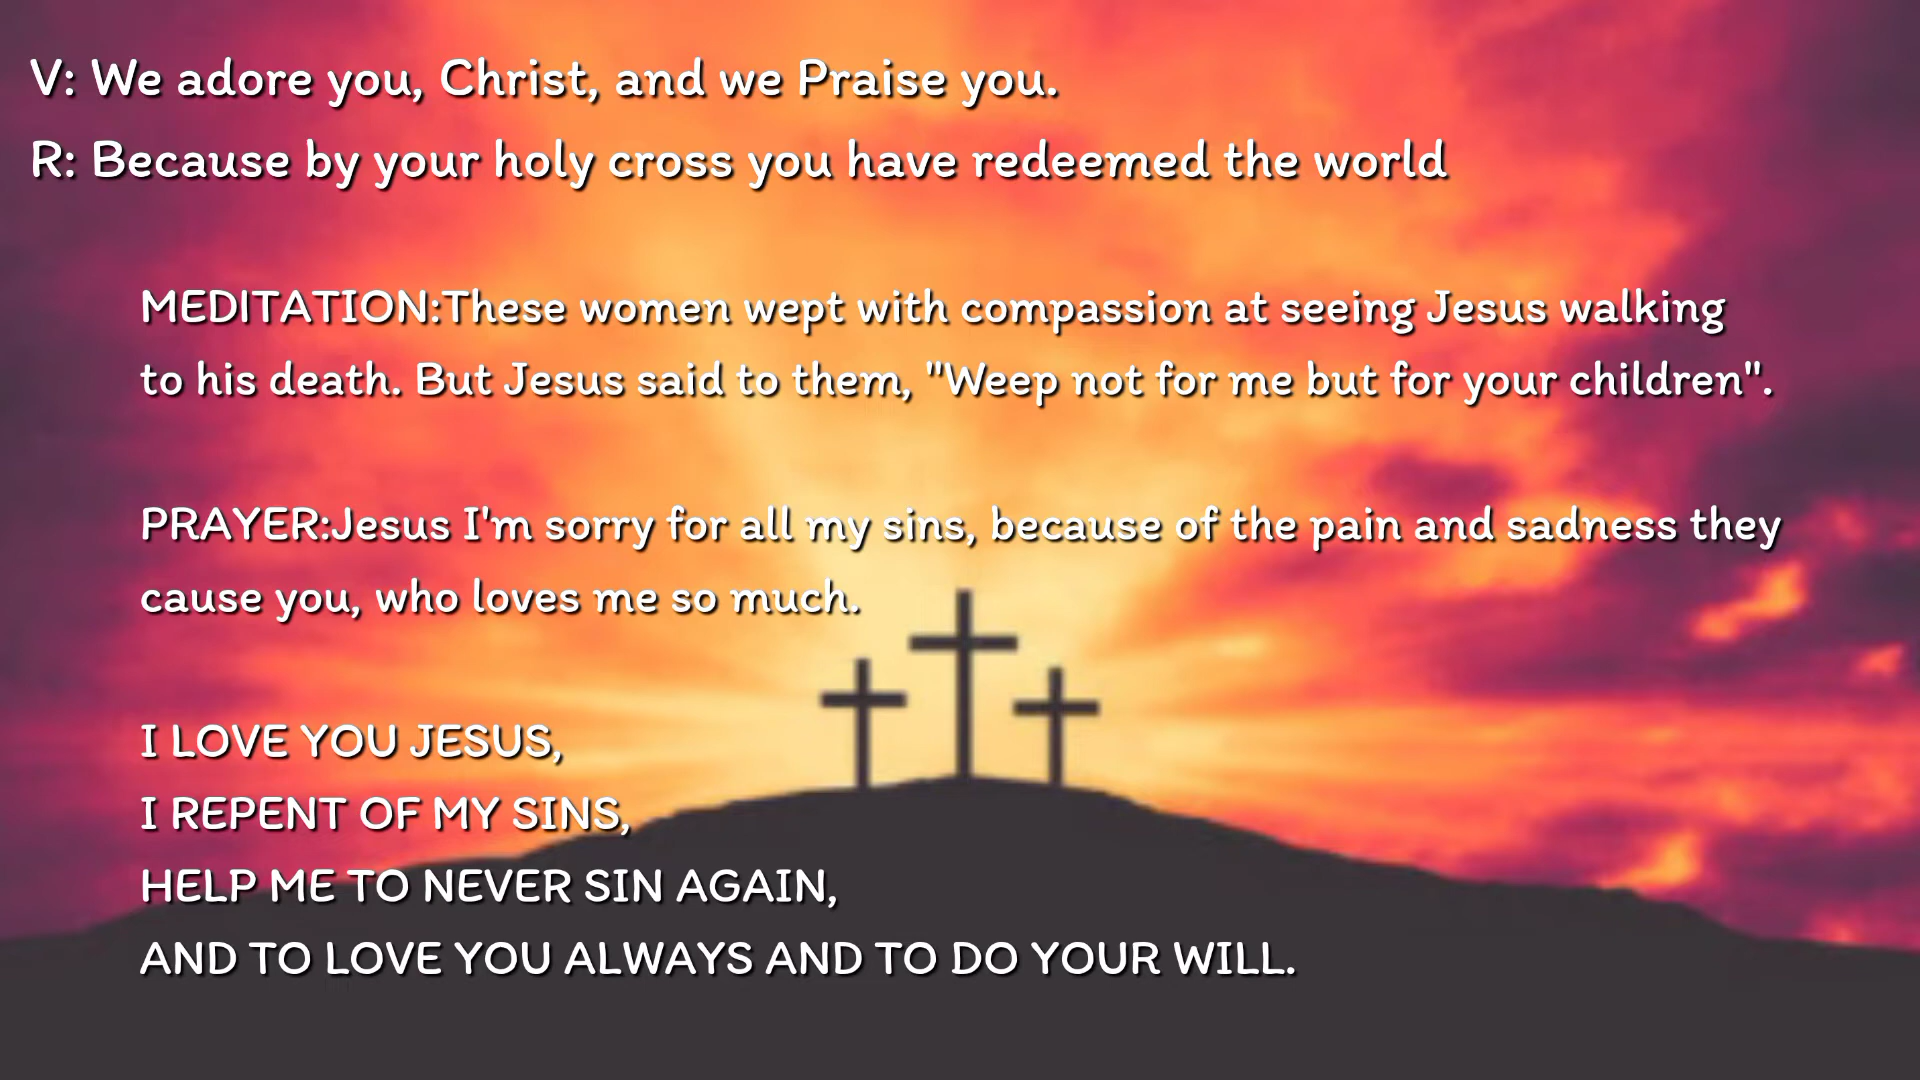 V: We adore you, Christ, and we Praise you.
R: Because by your holy cross you have redeemed the world
MEDITATION:These women wept with compassion at seeing Jesus walking
to his death. But Jesus said to them, "Weep not for me but for your children".
PRAYER:Jesus I'm sorry for all my sins, because of the pain and sadness they
cause you, who loves me so much.
I LOVE YOU JESUS,
I REPENT OF MY SINS,
HELP ME TO NEVER SIN AGAIN,
AND TO LOVE YOU ALWAYS AND TO DO YOUR WILL.